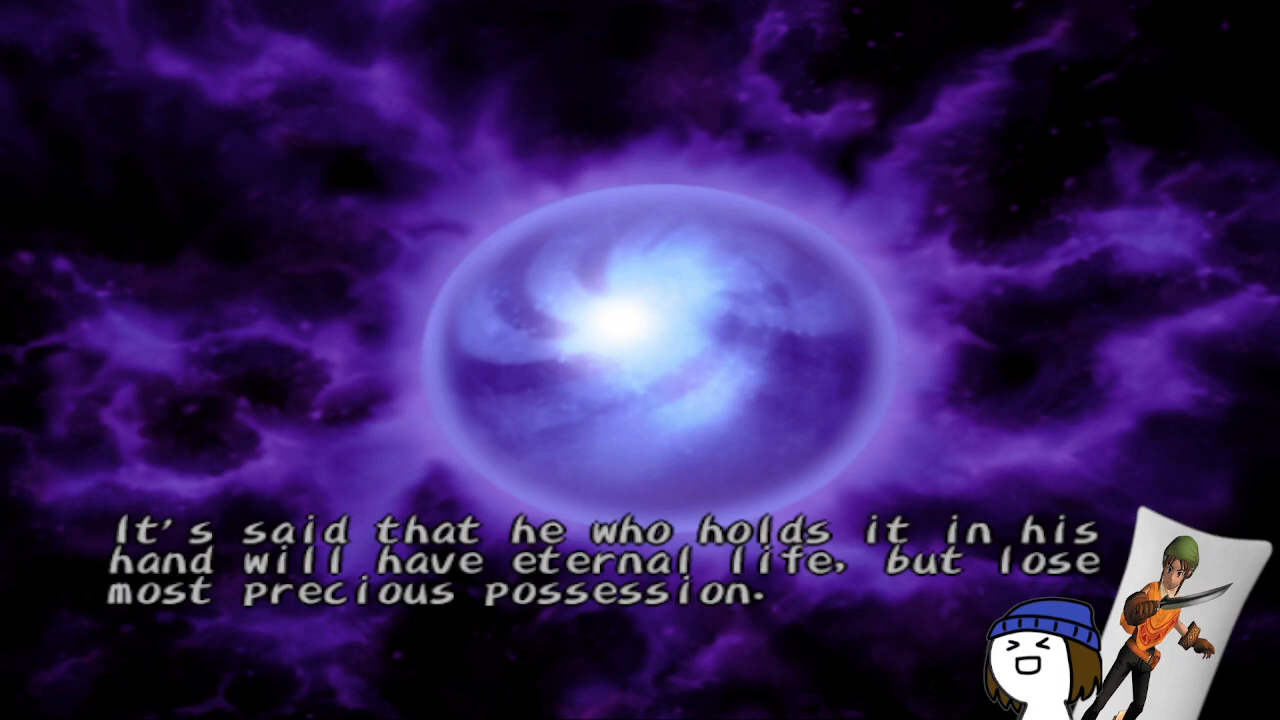 It's said that he who holds it in his
hand will have eternal life, but lose
most precious possession.